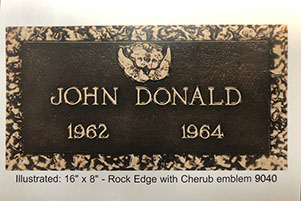 JOHN DONALD
1962 1964
Illustrated: 16" x 8" - Rock Edge with Cherub emblem 9040